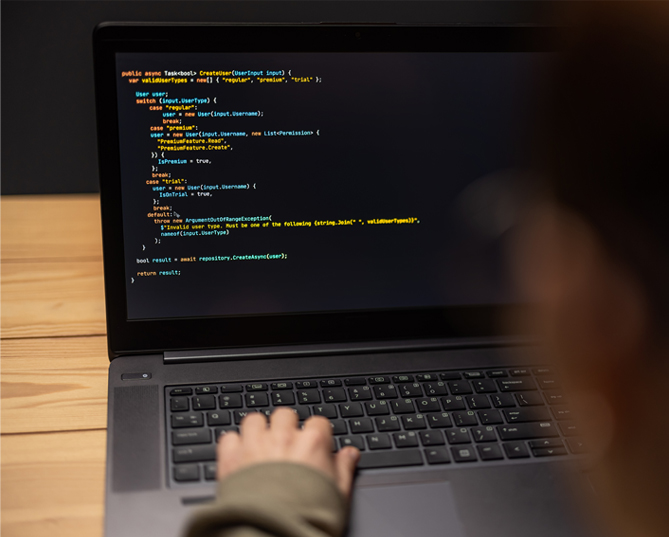 public async Task<bool> CreateUser(UserInput input) {
var validUserTypes = new[] { "regular", "premium", "trial" };
User user;
switch (input.UserType) {
case "regular":
user = new User(input.Username);
break;
case "premium":
user = new User(input.Username, new List<Permission> {
"PremiumFeature.Read",
"PremiumFeature.Create",
}) {
IsPremium = true,
};
break;
case "trial":
user = new User(input.Username) {
IsOnTrial = true,
};
break;
default:
throw new ArgumentOutOfRangeException(
$"Invalid user type. Must be one of the following {string.Join(" ", validUserTypes)}",
nameof(input.UserType)
);
}
bool result = await repository.CreateAsync(user);
return result;
}